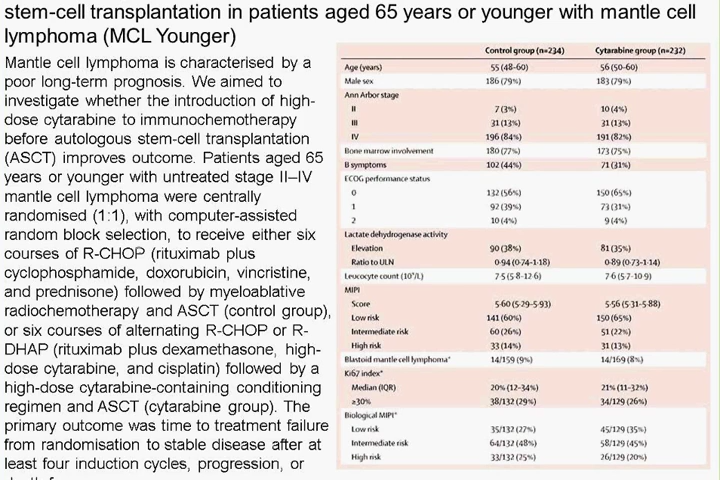 stem-cell transplantation in patients aged 65 years or younger with mantle cell
lymphoma (MCL Younger)
Mantle cell lymphoma is characterised by a
poor long-term prognosis. We aimed to
investigate whether the introduction of high-
dose cytarabine to immunochemotherapy
before autologous stem-cell transplantation
(ASCT) improves outcome. Patients aged 65
years or younger with untreated stage II–IV
mantle cell lymphoma were centrally
randomised (1:1), with computer-assisted
random block selection, to receive either six
courses of R-CHOP (rituximab plus
cyclophosphamide, doxorubicin, vincristine,
and prednisone) followed by myeloablative
radiochemotherapy and ASCT (control group),
or six courses of alternating R-CHOP or R-
DHAP (rituximab plus dexamethasone, high-
dose cytarabine, and cisplatin) followed by a
high-dose cytarabine-containing conditioning
regimen and ASCT (cytarabine group). The
primary outcome was time to treatment failure
from randomisation to stable disease after at
least four induction cycles, progression, or
Control group (n=234) Cytarabine group (n=232)
Age (years) 55 (48-60) 56 (50-60)
Male sex 186 (79%) 183 (79%)
Ann Arbor stage
II 7 (3%) 10 (4%)
III 31 (13%) 31 (13%)
IV 196 (84%) 191 (82%)
Bone marrow involvement 180 (77%) 173 (75%)
B symptoms 102 (44%) 71 (31%)
ECOG performance status
0 132 (56%) 150 (65%)
1 92 (39%) 73 (31%)
2 10 (4%) 9 (4%)
Lactate dehydrogenase activity
Elevation 90 (38%) 81 (35%)
Ratio to ULN 0·94 (0·74-1·18) 0·89 (0·73-1·14)
Leucocyte count (10⁹/L) 7·5 (5·8-12·6) 7·6 (5·7-10·9)
MIPI
Score 5·60 (5·29-5·93) 5·56 (5·31-5·88)
Low risk 141 (60%) 150 (65%)
Intermediate risk 60 (26%) 51 (22%)
High risk 33 (14%) 31 (13%)
Blastoid mantle cell lymphoma* 14/159 (9%) 14/169 (8%)
Ki67 index*
Median (IQR) 20% (12-34%) 21% (11-32%)
≥30% 38/132 (29%) 34/129 (26%)
Biological MIPI*
Low risk 35/132 (27%) 45/129 (35%)
Intermediate risk 64/132 (48%) 58/129 (45%)
High risk 33/132 (25%) 26/129 (20%)